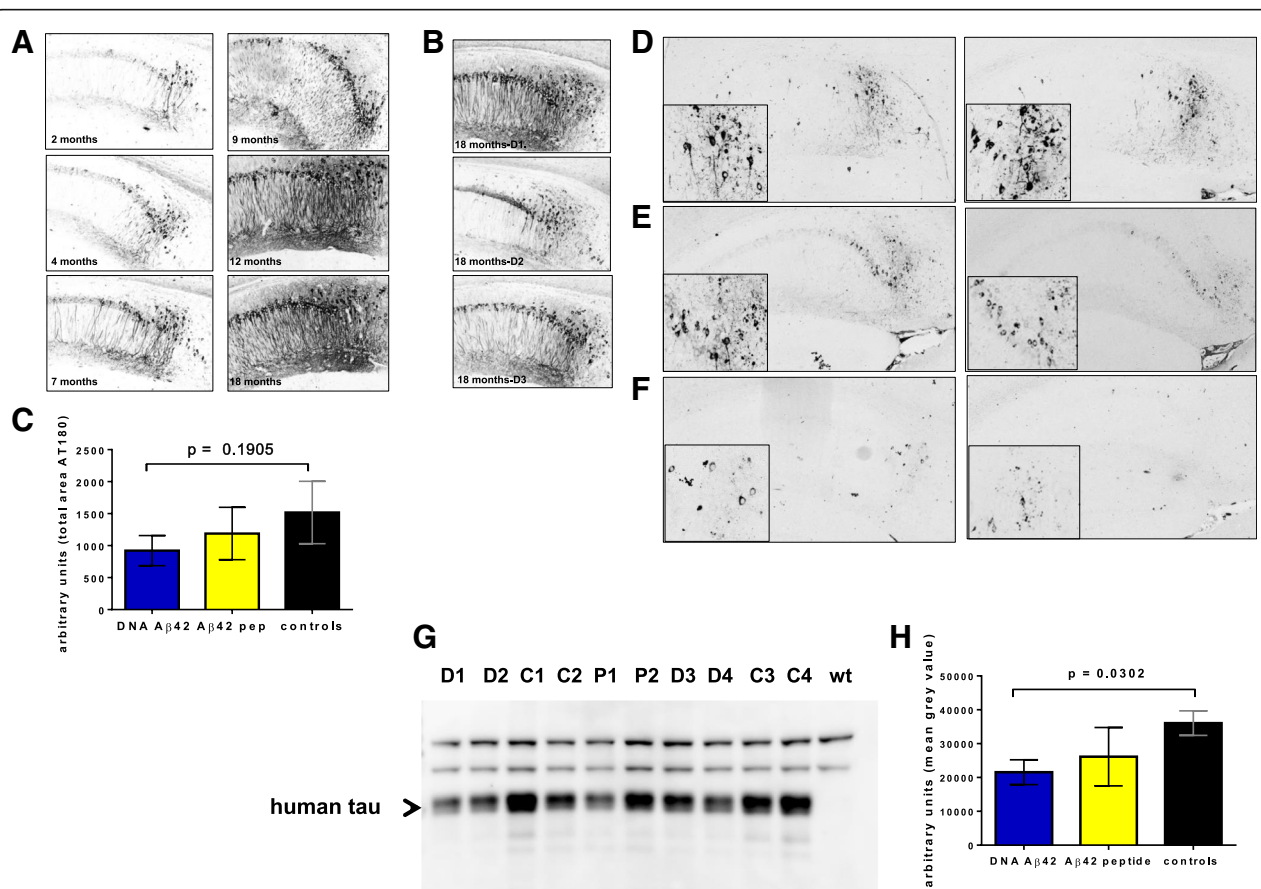 A
B
D
2 months
9 months
18 months-D1.
4 months
12 months
18 months-D2
E
7 months
18 months
18 months-D3
F
C
arbitrary units (total area AT180)
p = 0.1905
2500
2000
1500
1000
500
0
DNA Aβ42 Aβ42 pep controls
G
D1 D2 C1 C2 P1 P2 D3 D4 C3 C4 wt
human tau
H
arbitrary units (mean grey value)
p = 0.0302
50000
40000
30000
20000
10000
0
DNA Aβ42 Aβ42 peptide controls